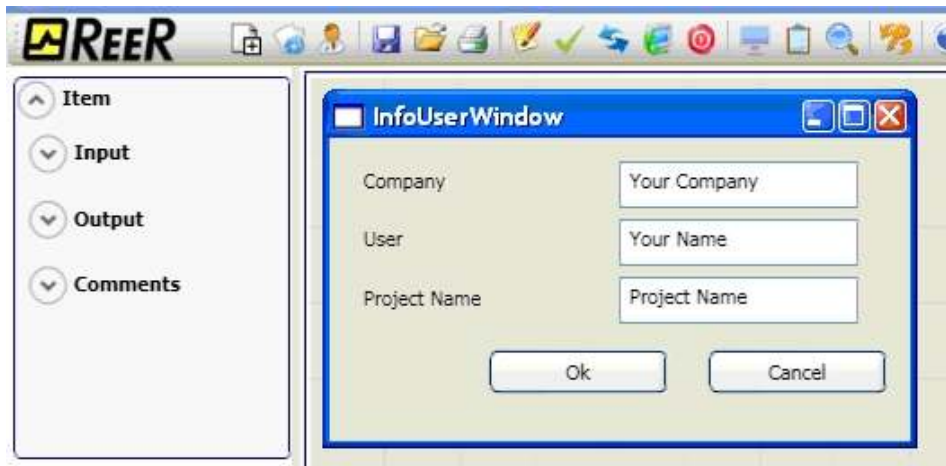 REER
Item
Input
Output
Comments
InfoUserWindow
Company
Your Company
User
Your Name
Project Name
Project Name
Ok
Cancel